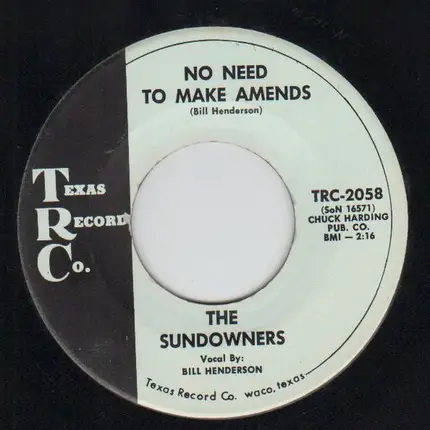 NO NEED
TO MAKE AMENDS
(Bill Henderson)
TEXAS
RECORD
CO.
TRC-2058
(SoN 16571)
CHUCK HARDING
PUB. CO.
BMI — 2:16
THE
SUNDOWNERS
Vocal By:
BILL HENDERSON
Texas Record Co. waco, texas